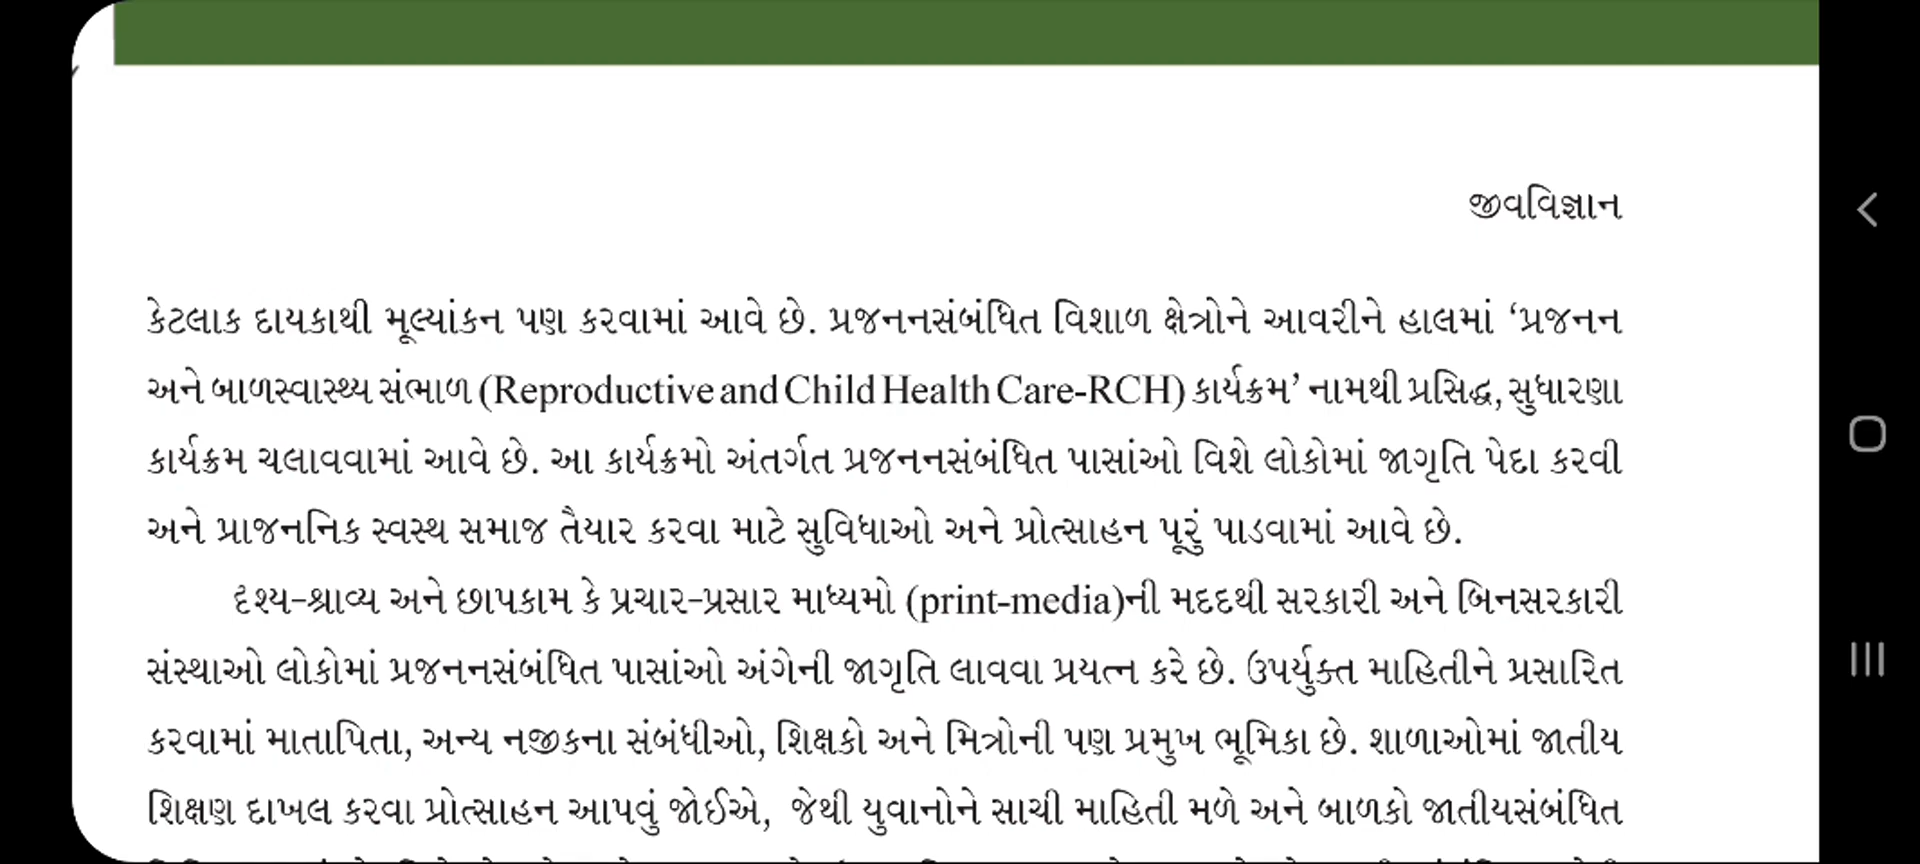 જીવવિજ્ઞાન
કેટલાક દાયકાથી મૂલ્યાંકન પણ કરવામાં આવે છે. પ્રજનનસંબંધિત વિશાળ ક્ષેત્રોને આવરીને હાલમાં ‘પ્રજનન
અને બાળસ્વાસ્થ્ય સંભાળ (Reproductive and Child Health Care-RCH) કાર્યક્રમ’ નામથી પ્રસિદ્ધ, સુધારણા
કાર્યક્રમ ચલાવવામાં આવે છે. આ કાર્યક્રમો અંતર્ગત પ્રજનનસંબંધિત પાસાંઓ વિશે લોકોમાં જાગૃતિ પેદા કરવી
અને પ્રાજનનિક સ્વસ્થ સમાજ તૈયાર કરવા માટે સુવિધાઓ અને પ્રોત્સાહન પૂરું પાડવામાં આવે છે.
દૃશ્ય-શ્રાવ્ય અને છાપકામ કે પ્રચાર-પ્રસાર માધ્યમો (print-media)ની મદદથી સરકારી અને બિનસરકારી
સંસ્થાઓ લોકોમાં પ્રજનનસંબંધિત પાસાંઓ અંગેની જાગૃતિ લાવવા પ્રયત્ન કરે છે. ઉપર્યુક્ત માહિતીને પ્રસારિત
કરવામાં માતાપિતા, અન્ય નજીકના સંબંધીઓ, શિક્ષકો અને મિત્રોની પણ પ્રમુખ ભૂમિકા છે. શાળાઓમાં જાતીય
શિક્ષણ દાખલ કરવા પ્રોત્સાહન આપવું જોઈએ, જેથી યુવાનોને સાચી માહિતી મળે અને બાળકો જાતીયસંબંધિત